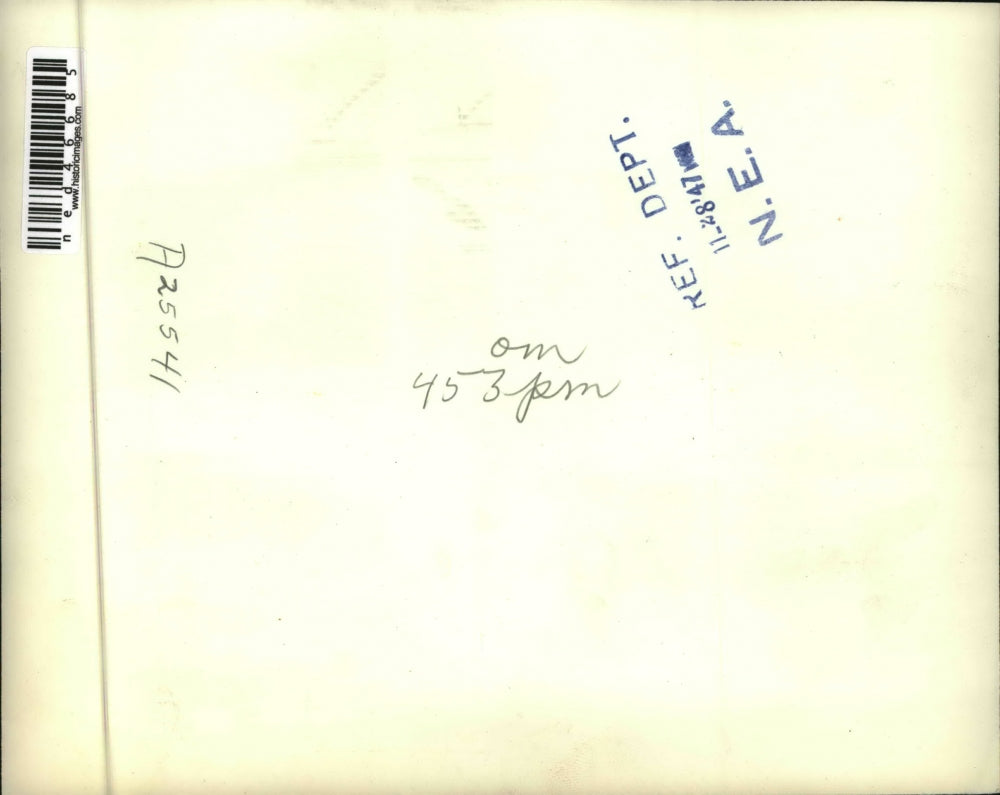 ned46685
www.historicimages.com
REF. DEPT.
11-28'47
N.E.A.
A25541
om
453pm